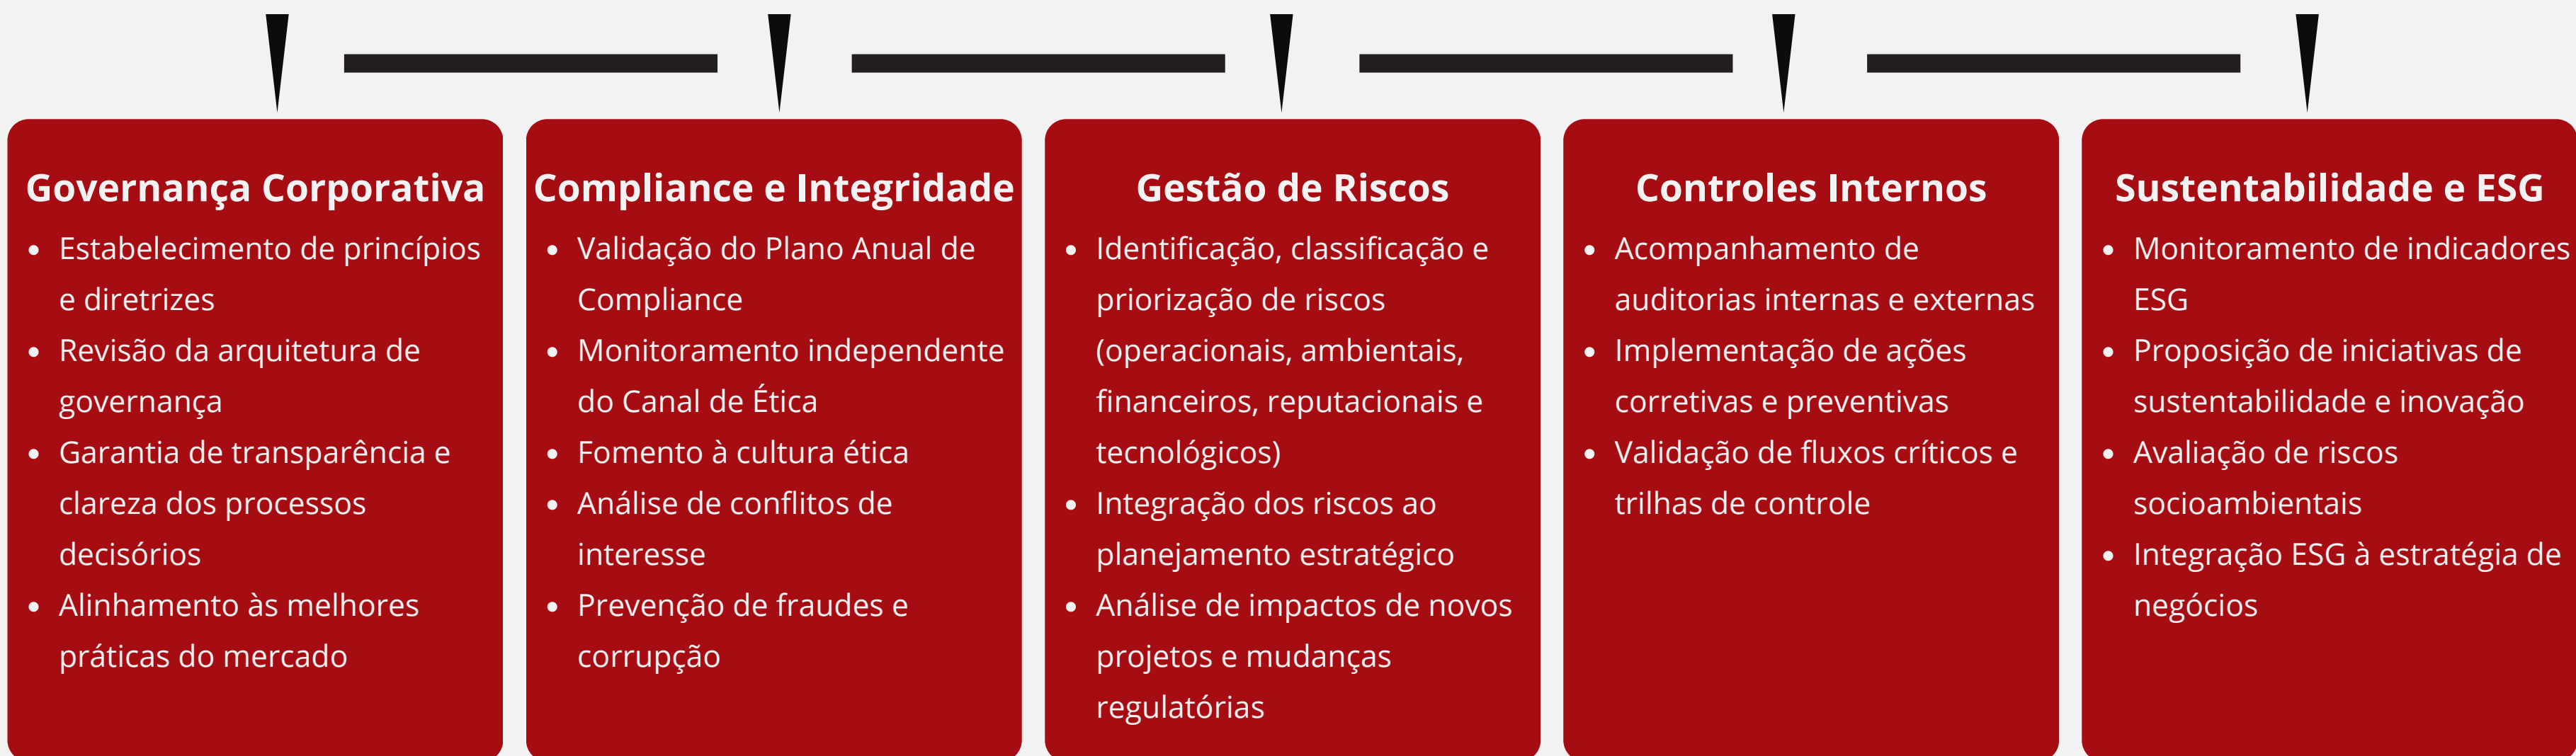 Governança Corporativa
• Estabelecimento de princípios
e diretrizes
• Revisão da arquitetura de
governança
• Garantia de transparência e
clareza dos processos
decisórios
• Alinhamento às melhores
práticas do mercado
Compliance e Integridade
• Validação do Plano Anual de
Compliance
• Monitoramento independente
do Canal de Ética
• Fomento à cultura ética
• Análise de conflitos de
interesse
• Prevenção de fraudes e
corrupção
Gestão de Riscos
• Identificação, classificação e
priorização de riscos
(operacionais, ambientais,
financeiros, reputacionais e
tecnológicos)
• Integração dos riscos ao
planejamento estratégico
• Análise de impactos de novos
projetos e mudanças
regulatórias
Controles Internos
• Acompanhamento de
auditorias internas e externas
• Implementação de ações
corretivas e preventivas
• Validação de fluxos críticos e
trilhas de controle
Sustentabilidade e ESG
• Monitoramento de indicadores
ESG
• Proposição de iniciativas de
sustentabilidade e inovação
• Avaliação de riscos
socioambientais
• Integração ESG à estratégia de
negócios